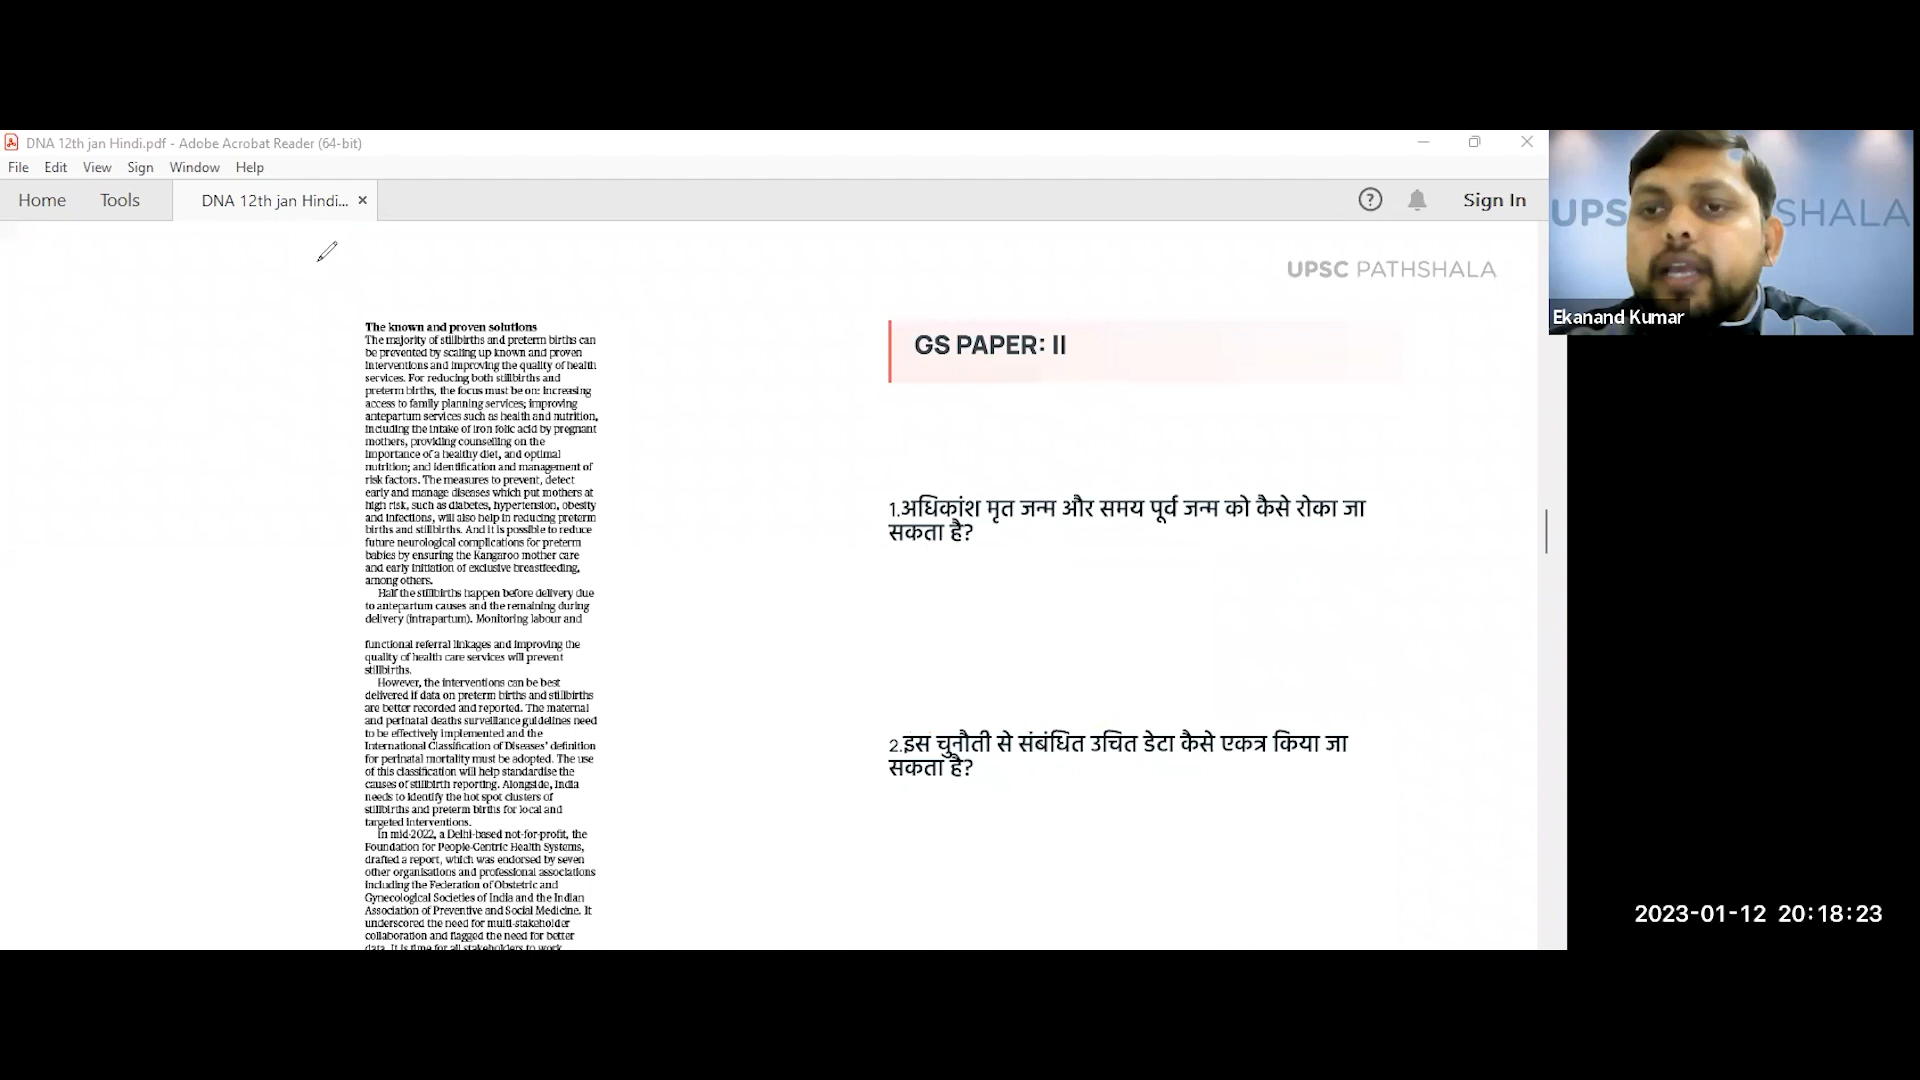 DNA 12th jan Hindi.pdf - Adobe Acrobat Reader (64-bit)
File Edit View Sign Window Help
Home Tools DNA 12th jan Hindi... × ? Sign In
UPSC PATHSHALA
The known and proven solutions
The majority of stillbirths and preterm births can
be prevented by scaling up known and proven
interventions and improving the quality of health
services. For reducing both stillbirths and
preterm births, the focus must be on: increasing
access to family planning services; improving
antepartum services such as health and nutrition,
including the intake of iron folic acid by pregnant
mothers, providing counselling on the
importance of a healthy diet, and optimal
nutrition; and identification and management of
risk factors. The measures to prevent, detect
early and manage diseases which put mothers at
high risk, such as diabetes, hypertension, obesity
and infections, will also help in reducing preterm
births and stillbirths. And it is possible to reduce
future neurological complications for preterm
babies by ensuring the Kangaroo mother care
and early initiation of exclusive breastfeeding,
among others.
Half the stillbirths happen before delivery due
to antepartum causes and the remaining during
delivery (intrapartum). Monitoring labour and
functional referral linkages and improving the
quality of health care services will prevent
stillbirths.
However, the interventions can be best
delivered if data on preterm births and stillbirths
are better recorded and reported. The maternal
and perinatal deaths surveillance guidelines need
to be effectively implemented and the
International Classification of Diseases' definition
for perinatal mortality must be adopted. The use
of this classification will help standardise the
causes of stillbirth reporting. Alongside, India
needs to identify the hot spot clusters of
stillbirths and preterm births for local and
targeted interventions.
In mid-2022, a Delhi-based not-for-profit, the
Foundation for People-Centric Health Systems,
drafted a report, which was endorsed by seven
other organisations and professional associations
including the Federation of Obstetric and
Gynecological Societies of India and the Indian
Association of Preventive and Social Medicine. It
underscored the need for multi-stakeholder
collaboration and flagged the need for better
data. It is time for all stakeholders to work
GS PAPER: II
1.अधिकांश मृत जन्म और समय पूर्व जन्म को कैसे रोका जा
सकता है?
2.इस चुनौती से संबंधित उचित डेटा कैसे एकत्र किया जा
सकता है?
UPS SHALA
Ekanand Kumar
2023-01-12 20:18:23